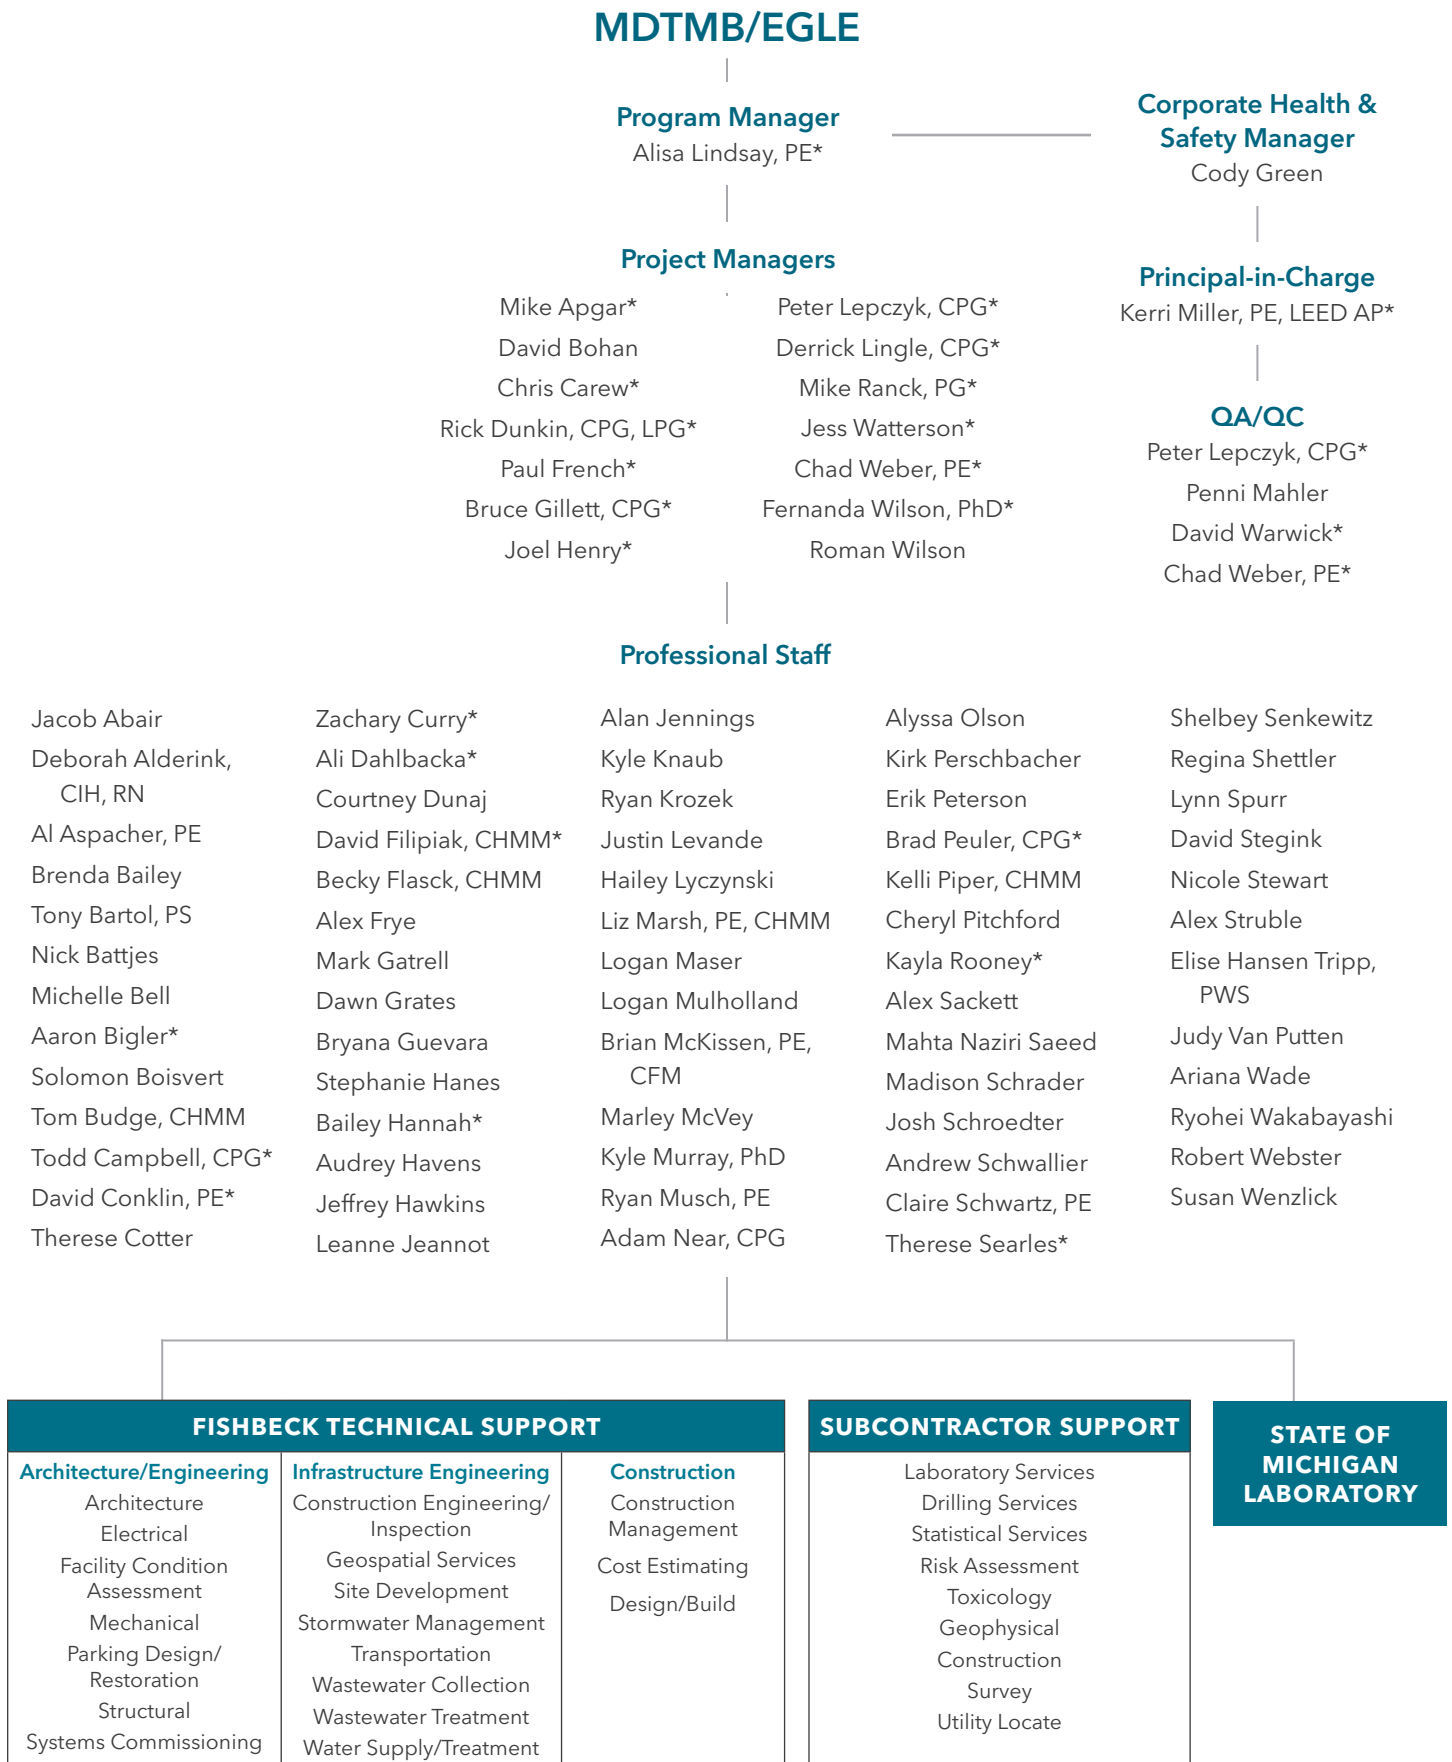 MDTMB/EGLE
Program Manager
Alisa Lindsay, PE*
Corporate Health &
Safety Manager
Cody Green
Principal-in-Charge
Kerri Miller, PE, LEED AP*
QA/QC
Peter Lepczyk, CPG*
Penni Mahler
David Warwick*
Chad Weber, PE*
Project Managers
Mike Apgar*
David Bohan
Chris Carew*
Rick Dunkin, CPG, LPG*
Paul French*
Bruce Gillett, CPG*
Joel Henry*
Peter Lepczyk, CPG*
Derrick Lingle, CPG*
Mike Ranck, PG*
Jess Watterson*
Chad Weber, PE*
Fernanda Wilson, PhD*
Roman Wilson
Professional Staff
Jacob Abair
Deborah Alderink,
CIH, RN
Al Aspacher, PE
Brenda Bailey
Tony Bartol, PS
Nick Battjes
Michelle Bell
Aaron Bigler*
Solomon Boisvert
Tom Budge, CHMM
Todd Campbell, CPG*
David Conklin, PE*
Therese Cotter
Zachary Curry*
Ali Dahlbacka*
Courtney Dunaj
David Filipiak, CHMM*
Becky Flasck, CHMM
Alex Frye
Mark Gatrell
Dawn Grates
Bryana Guevara
Stephanie Hanes
Bailey Hannah*
Audrey Havens
Jeffrey Hawkins
Leanne Jeannot
Alan Jennings
Kyle Knaub
Ryan Krozek
Justin Levande
Hailey Lyczynski
Liz Marsh, PE, CHMM
Logan Maser
Logan Mulholland
Brian McKissen, PE,
CFM
Marley McVey
Kyle Murray, PhD
Ryan Musch, PE
Adam Near, CPG
Alyssa Olson
Kirk Perschbacher
Erik Peterson
Brad Peuler, CPG*
Kelli Piper, CHMM
Cheryl Pitchford
Kayla Rooney*
Alex Sackett
Mahta Naziri Saeed
Madison Schrader
Josh Schroedter
Andrew Schwallier
Claire Schwartz, PE
Therese Searles*
Shelbey Senkewitz
Regina Shettler
Lynn Spurr
David Stegink
Nicole Stewart
Alex Struble
Elise Hansen Tripp,
PWS
Judy Van Putten
Ariana Wade
Ryohei Wakabayashi
Robert Webster
Susan Wenzlick
FISHBECK TECHNICAL SUPPORT
Architecture/Engineering
Architecture
Electrical
Facility Condition
Assessment
Mechanical
Parking Design/
Restoration
Structural
Systems Commissioning
Infrastructure Engineering
Construction Engineering/
Inspection
Geospatial Services
Site Development
Stormwater Management
Transportation
Wastewater Collection
Wastewater Treatment
Water Supply/Treatment
Construction
Construction
Management
Cost Estimating
Design/Build
SUBCONTRACTOR SUPPORT
Laboratory Services
Drilling Services
Statistical Services
Risk Assessment
Toxicology
Geophysical
Construction
Survey
Utility Locate
STATE OF
MICHIGAN
LABORATORY